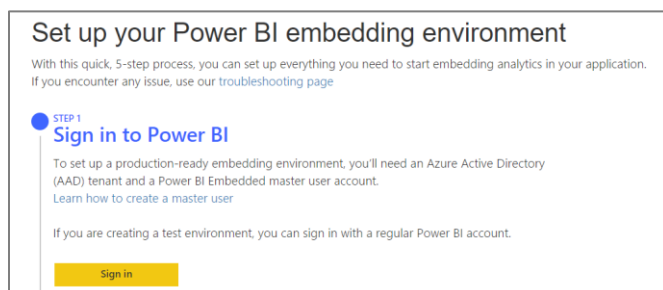 Set up your Power BI embedding environment
With this quick, 5-step process, you can set up everything you need to start embedding analytics in your application.
If you encounter any issue, use our troubleshooting page
STEP 1
Sign in to Power BI
To set up a production-ready embedding environment, you'll need an Azure Active Directory
(AAD) tenant and a Power BI Embedded master user account.
Learn how to create a master user
If you are creating a test environment, you can sign in with a regular Power BI account.
Sign in